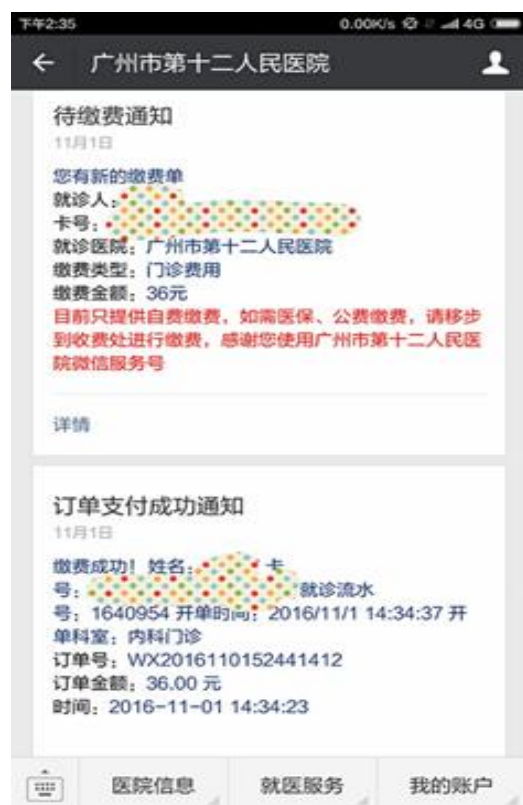 下午2:35 0.00K/s 4G
广州市第十二人民医院
待缴费通知
11月1日
您有新的缴费单
就诊人:
卡号:
就诊医院: 广州市第十二人民医院
缴费类型: 门诊费用
缴费金额: 36元
目前只提供自费缴费, 如需医保、公费缴费, 请移步
到收费处进行缴费, 感谢您使用广州市第十二人民医
院微信服务号
详情
订单支付成功通知
11月1日
缴费成功! 姓名: 卡
号: 就诊流水
号: 1640954 开单时间: 2016/11/1 14:34:37 开
单科室: 内科门诊
订单号: WX2016110152441412
订单金额: 36.00 元
时间: 2016-11-01 14:34:23
医院信息 就医服务 我的账户